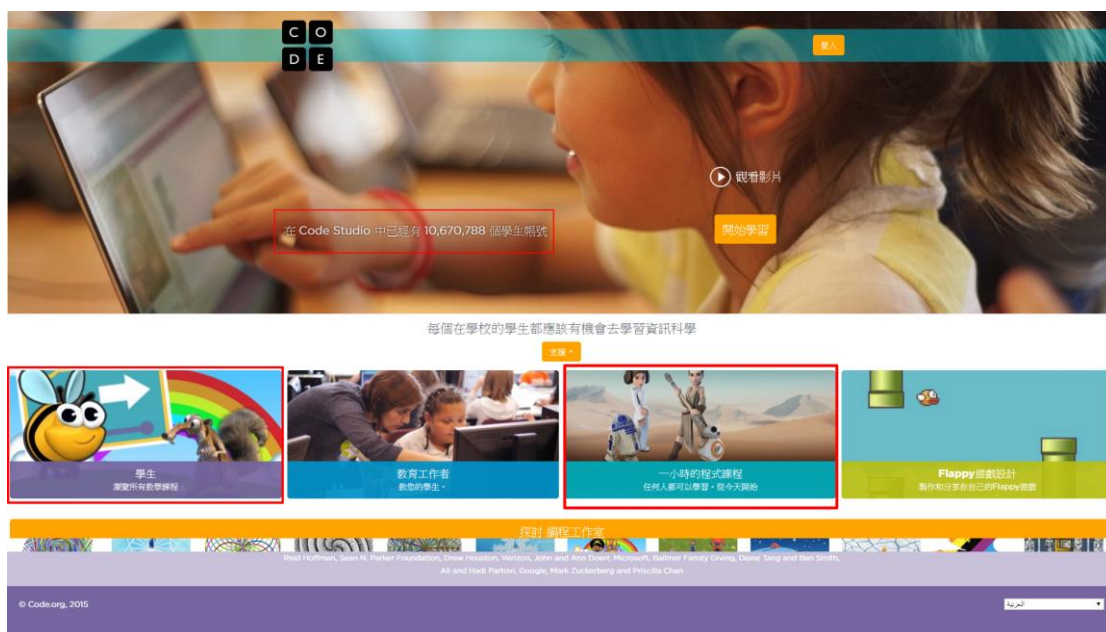 C O
D E
登入
觀看影片
在 Code Studio 中已經有 10,670,788 個學生帳號
開始學習
每個在學校的學生都應該有機會去學習資訊科學
支援
學生
瀏覽所有教學課程
教育工作者
教您的學生。
一小時的程式課程
任何人都可以學習。從今天開始
Flappy遊戲設計
製作和分享你自己的Flappy遊戲
探討 編程工作室
Reid Hoffman, Sean N. Parker Foundation, Drew Houston, Verizon, John and Ann Doerr, Microsoft, Ballmer Family Giving, Diane Tang and Ben Smith,
Ali and Hadi Partovi, Google, Mark Zuckerberg and Priscilla Chan
© Code.org, 2015
العربية